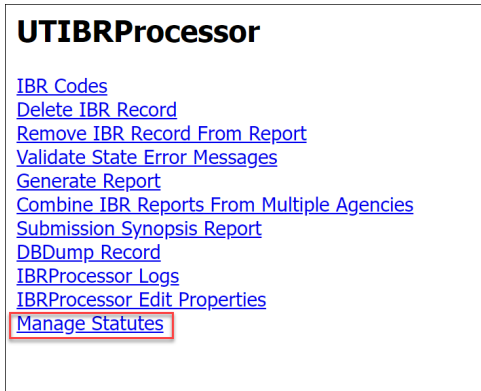 UTIBRProcessor
IBR Codes
Delete IBR Record
Remove IBR Record From Report
Validate State Error Messages
Generate Report
Combine IBR Reports From Multiple Agencies
Submission Synopsis Report
DBDump Record
IBRProcessor Logs
IBRProcessor Edit Properties
Manage Statutes